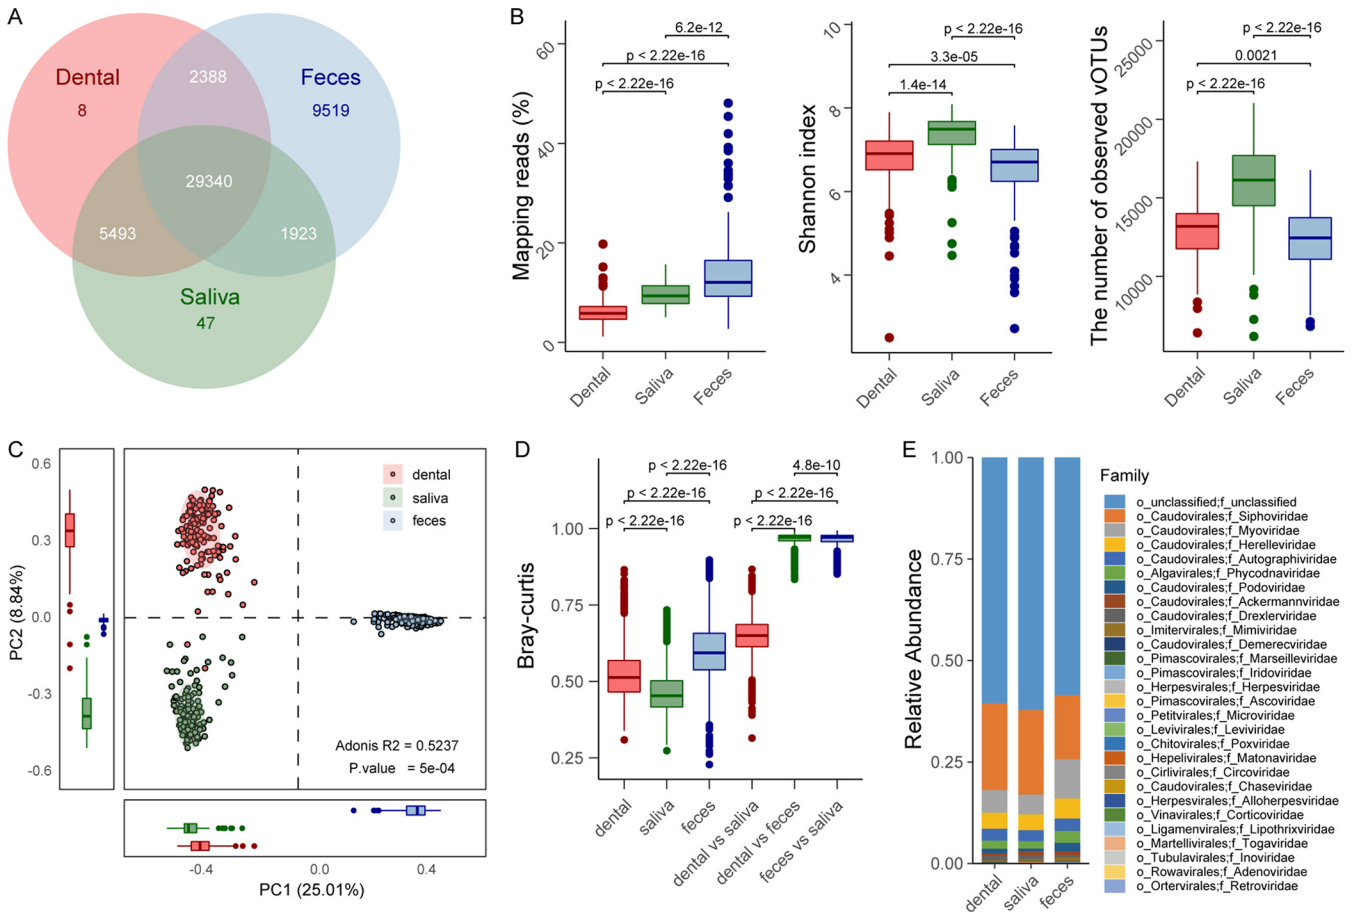 A
Dental
8
2388
Feces
9519
29340
5493
1923
Saliva
47
B
Mapping reads (%)
0
20
40
60
6.2e-12
p < 2.22e-16
p < 2.22e-16
Dental
Saliva
Feces
Shannon index
4
6
8
10
p < 2.22e-16
3.3e-05
1.4e-14
Dental
Saliva
Feces
The number of observed vOTUs
10000
15000
20000
25000
p < 2.22e-16
0.0021
p < 2.22e-16
Dental
Saliva
Feces
C
PC2 (8.84%)
0.6
0.3
0.0
-0.3
-0.6
dental
saliva
feces
Adonis R2 = 0.5237
P.value = 5e-04
-0.4
0.0
0.4
PC1 (25.01%)
D
Bray-curtis
1.00
0.75
0.50
0.25
p < 2.22e-16
p < 2.22e-16
p < 2.22e-16
4.8e-10
p < 2.22e-16
p < 2.22e-16
dental
saliva
feces
dental vs saliva
dental vs feces
feces vs saliva
E
Relative Abundance
1.00
0.75
0.50
0.25
0.00
dental
saliva
feces
Family
o_unclassified;f_unclassified
o_Caudovirales;f_Siphoviridae
o_Caudovirales;f_Myoviridae
o_Caudovirales;f_Herelleviridae
o_Caudovirales;f_Autographiviridae
o_Algavirales;f_Phycodnaviridae
o_Caudovirales;f_Podoviridae
o_Caudovirales;f_Ackermannviridae
o_Caudovirales;f_Drexlerviridae
o_Imitervirales;f_Mimiviridae
o_Caudovirales;f_Demerecviridae
o_Pimascovirales;f_Marseilleviridae
o_Pimascovirales;f_Iridoviridae
o_Herpesvirales;f_Herpesviridae
o_Pimascovirales;f_Ascoviridae
o_Petitvirales;f_Microviridae
o_Levivirales;f_Leviviridae
o_Chitovirales;f_Poxviridae
o_Hepelivirales;f_Matonaviridae
o_Cirlivirales;f_Circoviridae
o_Caudovirales;f_Chaseviridae
o_Herpesvirales;f_Alloherpesviridae
o_Vinavirales;f_Corticoviridae
o_Ligamenvirales;f_Lipothrixviridae
o_Martellivirales;f_Togaviridae
o_Tubulavirales;f_Inoviridae
o_Rowavirales;f_Adenoviridae
o_Ortervirales;f_Retroviridae